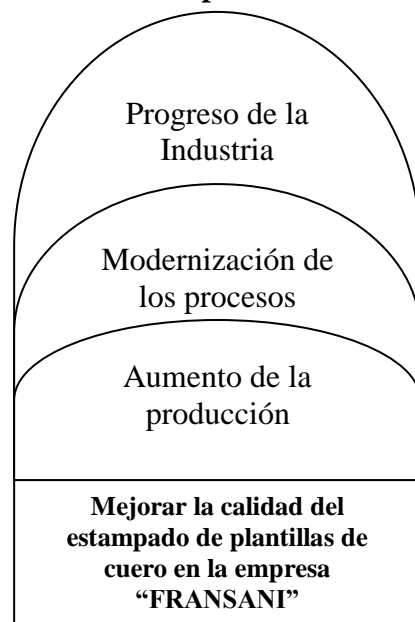 Progreso de la
Industria
Modernización de
los procesos
Aumento de la
producción
Mejorar la calidad del
estampado de plantillas de
cuero en la empresa
“FRANSANI”